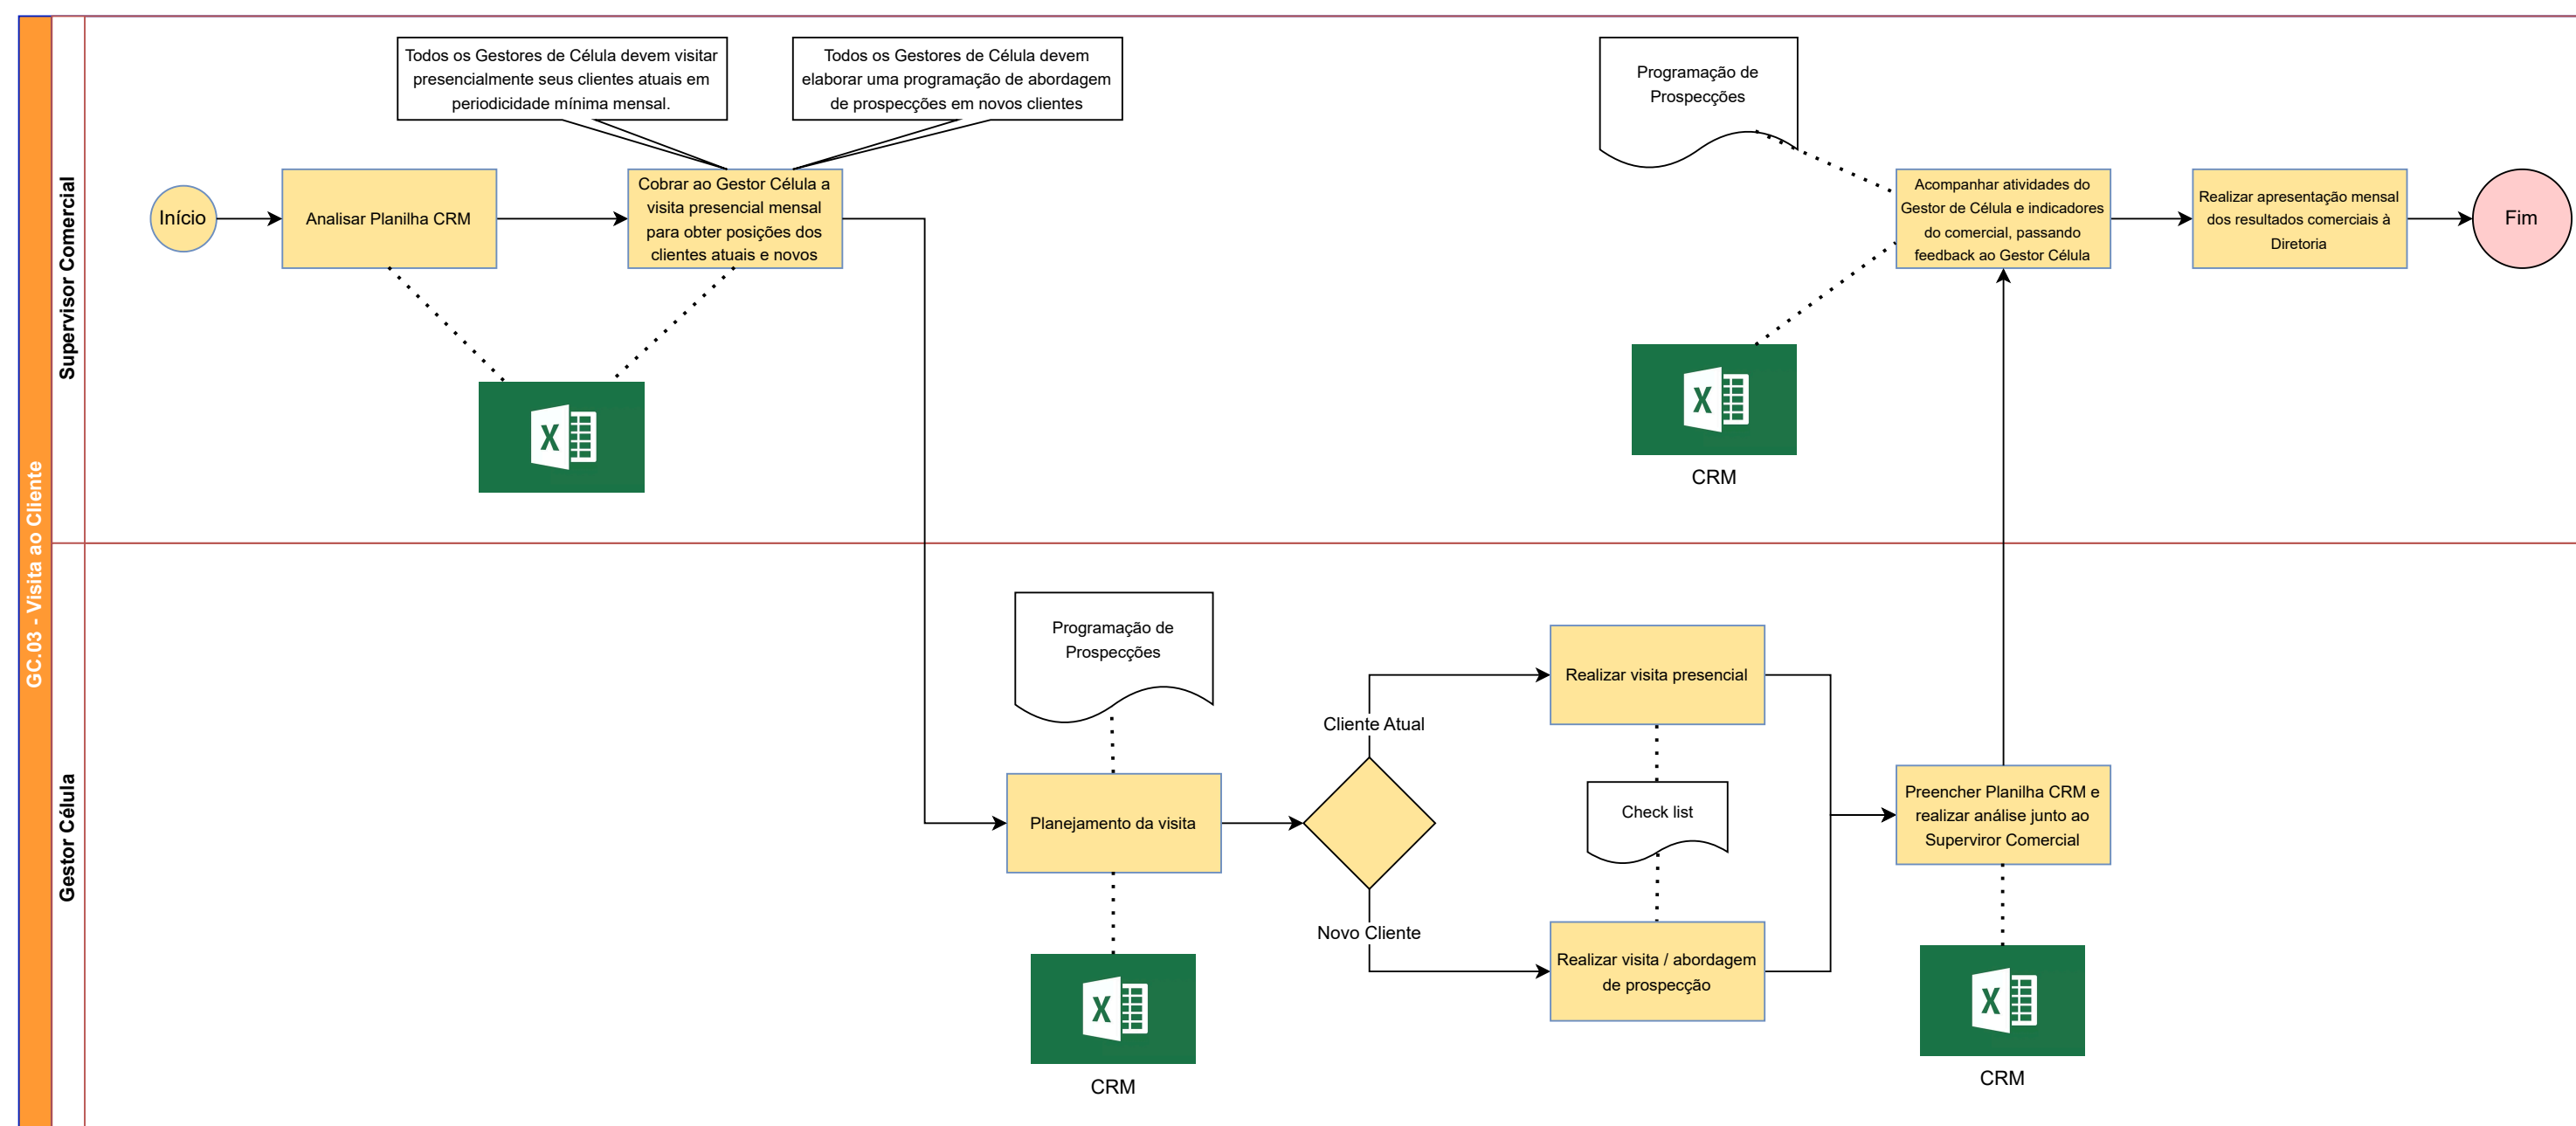 GC.03 - Visita ao Cliente
Supervisor Comercial
Todos os Gestores de Célula devem visitar
presencialmente seus clientes atuais em
periodicidade mínima mensal.
Todos os Gestores de Célula devem
elaborar uma programação de abordagem
de prospecções em novos clientes
Início
Analisar Planilha CRM
Cobrar ao Gestor Célula a
visita presencial mensal
para obter posições dos
clientes atuais e novos
X
Programação de
Prospecções
Acompanhar atividades do
Gestor de Célula e indicadores
do comercial, passando
feedback ao Gestor Célula
Realizar apresentação mensal
dos resultados comerciais à
Diretoria
Fim
X
CRM
Gestor Célula
Programação de
Prospecções
Planejamento da visita
X
CRM
Cliente Atual
Novo Cliente
Realizar visita presencial
Check list
Realizar visita / abordagem
de prospecção
Preencher Planilha CRM e
realizar análise junto ao
Superviror Comercial
X
CRM